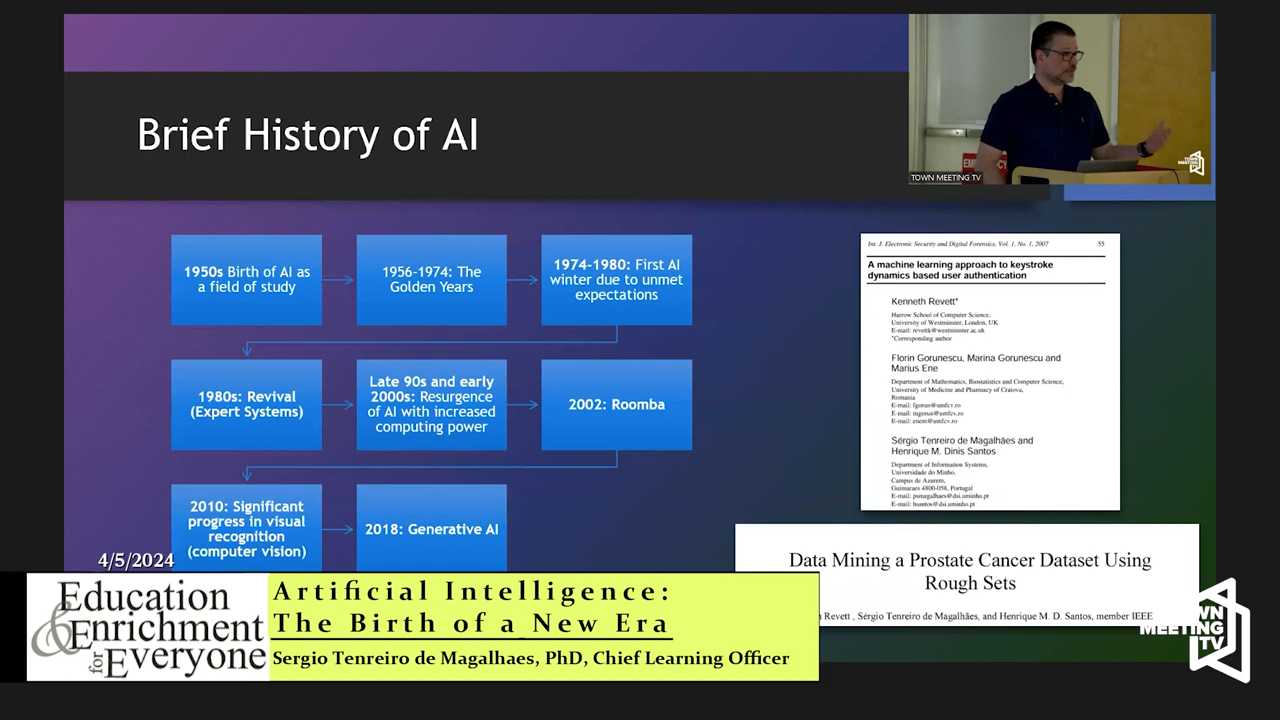 Brief History of AI
EMERGENCY
TOWN MEETING TV
TOWN
MEETING
TV
1950s Birth of AI as
a field of study
1956-1974: The
Golden Years
1974-1980: First AI
winter due to unmet
expectations
1980s: Revival
(Expert Systems)
Late 90s and early
2000s: Resurgence
of AI with increased
computing power
2002: Roomba
2010: Significant
progress in visual
recognition
(computer vision)
2018: Generative AI
Int. J. Electronic Security and Digital Forensics, Vol. 1, No. 1, 2007 55
A machine learning approach to keystroke
dynamics based user authentication
Kenneth Revett*
Harrow School of Computer Science,
University of Westminster, London, UK
E-mail: revettk@westminster.ac.uk
*Corresponding author
Florin Gorunescu, Marina Gorunescu and
Marius Ene
Department of Mathematics, Biostatistics and Computer Science,
University of Medicine and Pharmacy of Craiova,
Romania
E-mail: fgorun@umfcv.ro
E-mail: mgorun@umfcv.ro
E-mail: enem@umfcv.ro
Sérgio Tenreiro de Magalhães and
Henrique M. Dinis Santos
Department of Information Systems,
Universidade do Minho,
Campus de Azurem,
Guimaraes 4800-058, Portugal
E-mail: psmagalhaes@dsi.uminho.pt
E-mail: hsantos@dsi.uminho.pt
Data Mining a Prostate Cancer Dataset Using
Rough Sets
Revett , Sérgio Tenreiro de Magalhães, and Henrique M. D. Santos, member IEEE
4/5/2024
Education
& Enrichment
for Everyone
Artificial Intelligence:
The Birth of a New Era
Sergio Tenreiro de Magalhaes, PhD, Chief Learning Officer
TOWN
MEETING
TV